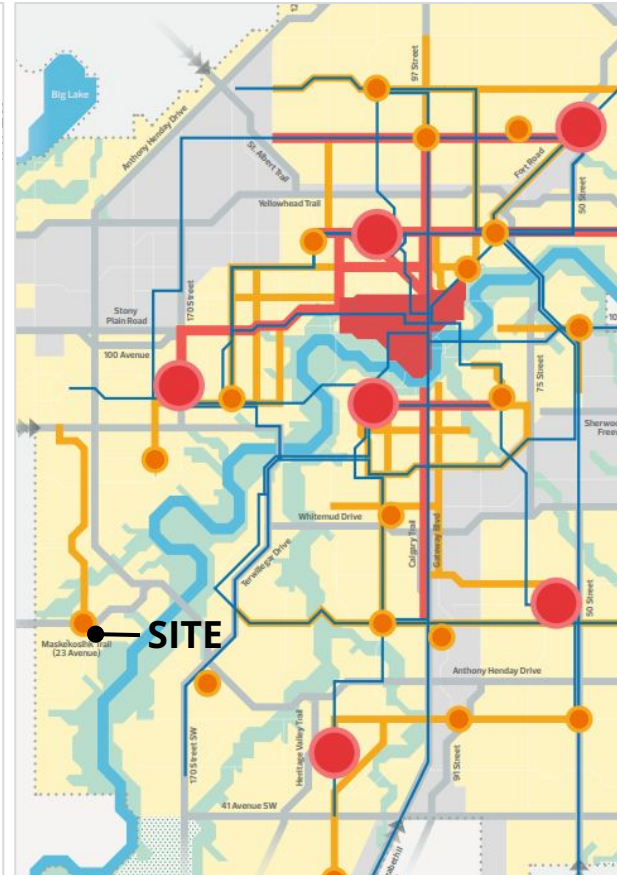 97 Street
Big Lake
Anthony Henday Drive
St. Albert Trail
Fort Road
50 Street
Yellowhead Trail
170 Street
Stony
Plain Road
100 Avenue
75 Street
Whitemud Drive
Terwillegar Drive
Calgary Trail
Gateway Blvd
50 Street
SITE
Maskekosihk Trail
(23 Avenue)
Anthony Henday Drive
170 Street SW
Heritage Valley Trail
91 Street
41 Avenue SW